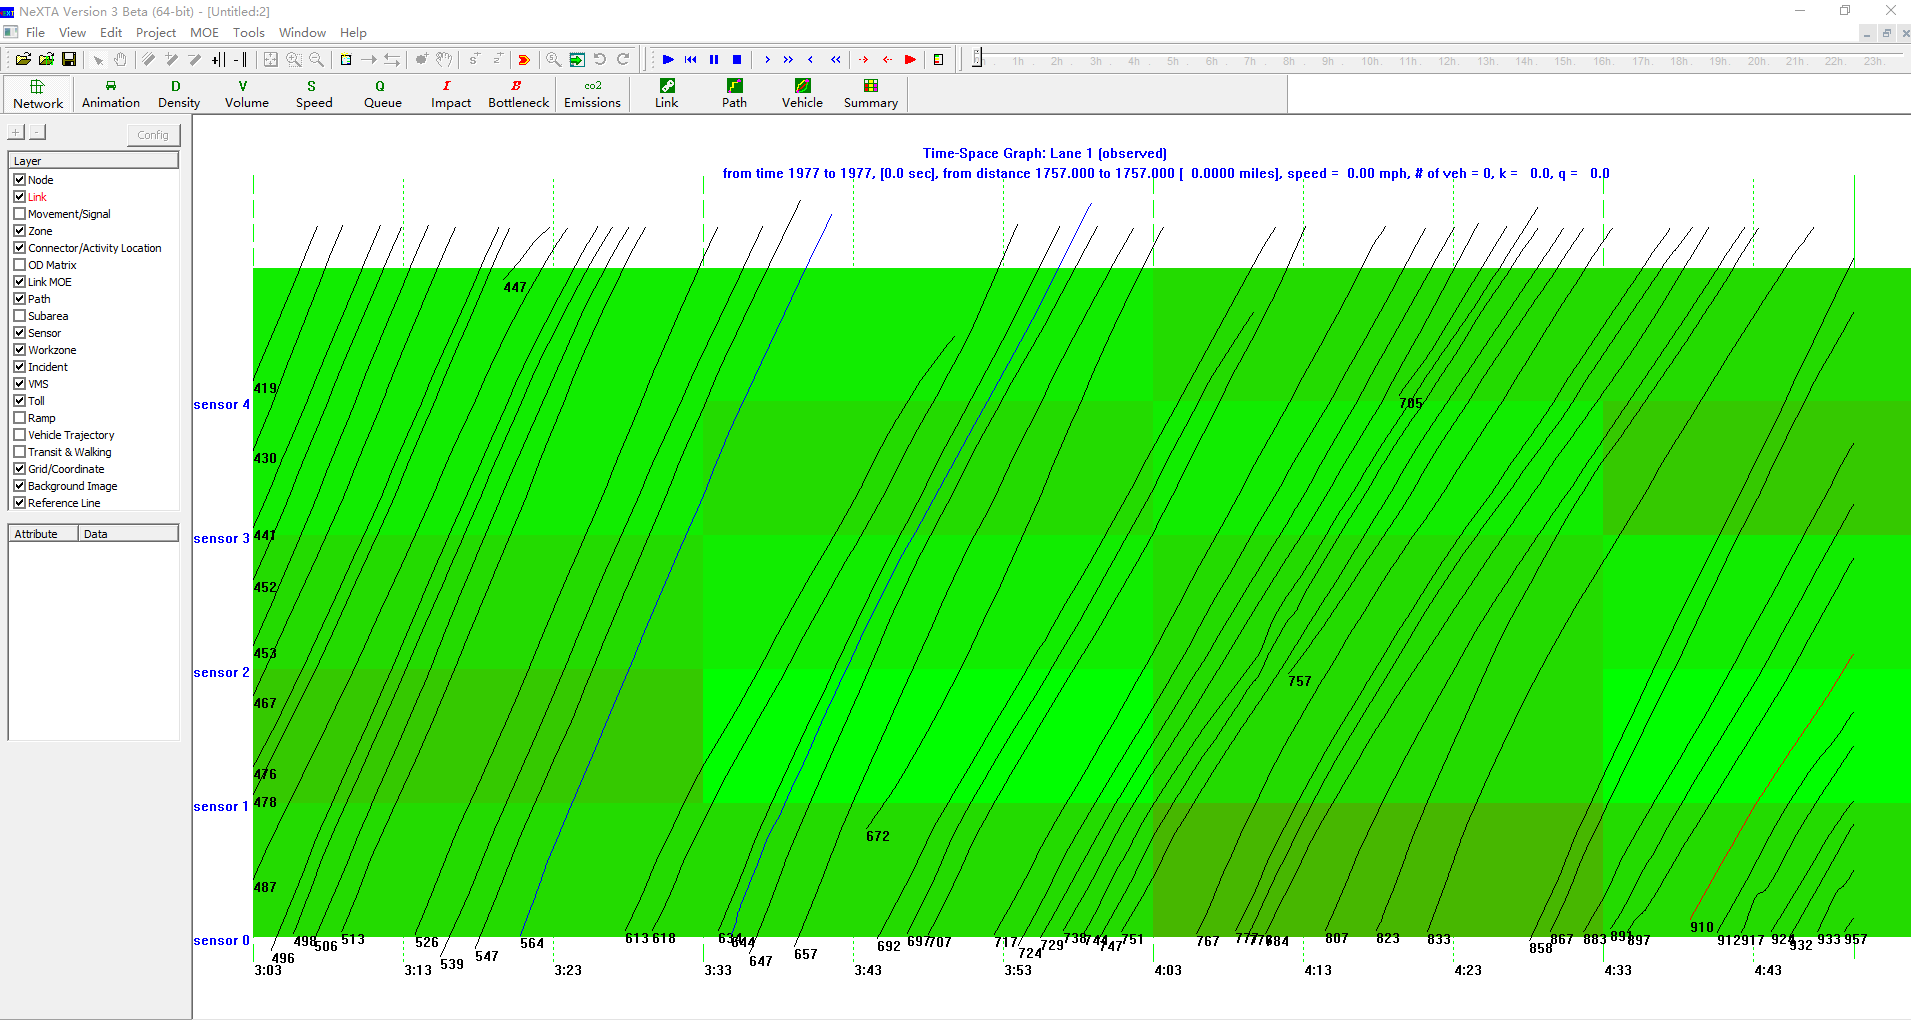 NeXTA Version 3 Beta (64-bit) - [Untitled:2]
File View Edit Project MOE Tools Window Help
1h. 2h. 3h. 4h. 5h. 6h. 7h. 8h. 9h. 10h. 11h. 12h. 13h. 14h. 15h. 16h. 17h. 18h. 19h. 20h. 21h. 22h. 23h.
D V S Q I B co2
Network Animation Density Volume Speed Queue Impact Bottleneck Emissions Link Path Vehicle Summary
+ - Config
Layer
Node
Link
Movement/Signal
Zone
Connector/Activity Location
OD Matrix
Link MOE
Path
Subarea
Sensor
Workzone
Incident
VMS
Toll
Ramp
Vehicle Trajectory
Transit & Walking
Grid/Coordinate
Background Image
Reference Line
Attribute Data
Time-Space Graph: Lane 1 (observed)
from time 1977 to 1977, [0.0 sec], from distance 1757.000 to 1757.000 [ 0.0000 miles], speed = 0.00 mph, # of veh = 0, k = 0.0, q = 0.0
447
419
sensor 4
705
430
441
sensor 3
452
453
sensor 2
757
467
476
478
sensor 1
672
487
sensor 0
496 498 506 513 526 539 547 564 613 618 634 644 647 657 692 697 707 717 724 729 738 744 747 751 767 777 776 784 807 823 833 858 867 883 891 897 910 912 917 924 932 933 957
3:03 3:13 3:23 3:33 3:43 3:53 4:03 4:13 4:23 4:33 4:43